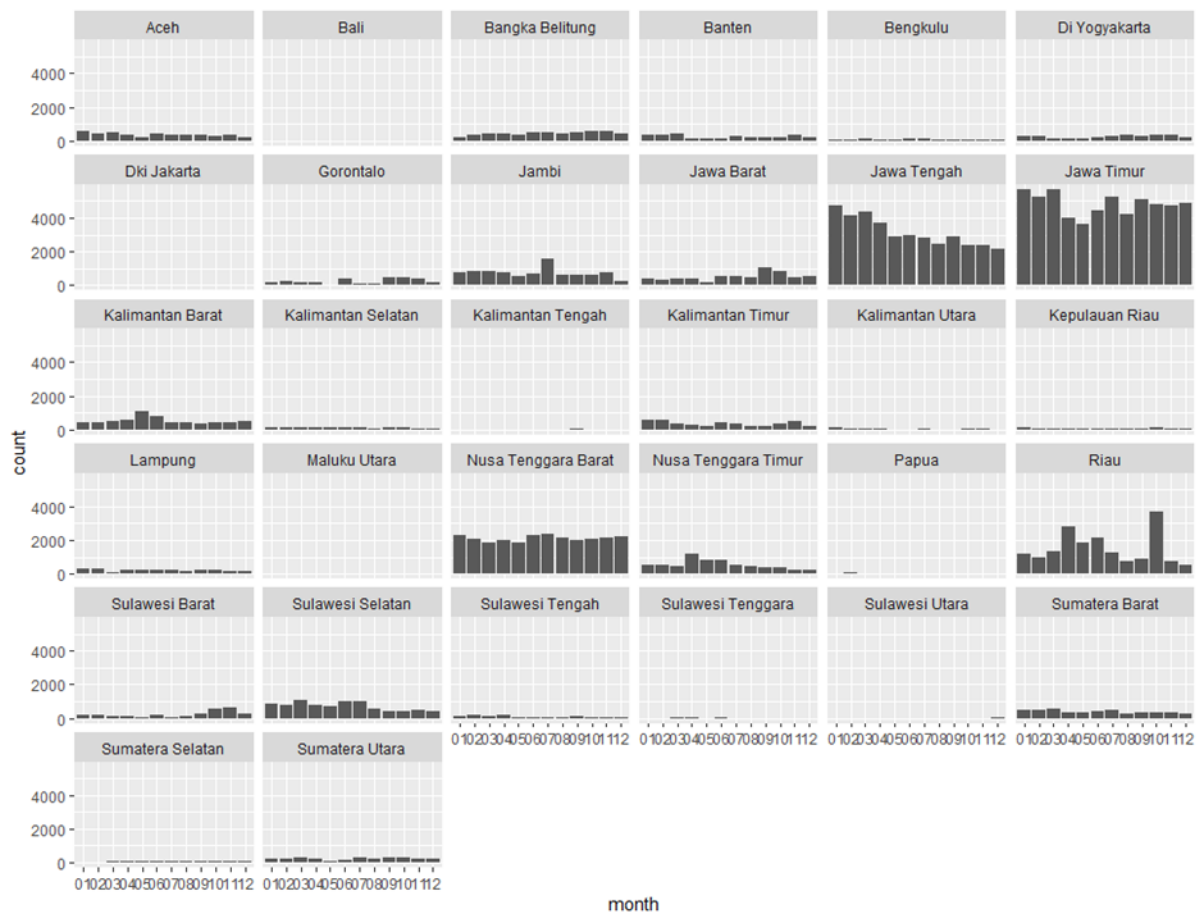 Aceh Bali Bangka Belitung Banten Bengkulu Di Yogyakarta
4000
2000
0
Dki Jakarta Gorontalo Jambi Jawa Barat Jawa Tengah Jawa Timur
4000
2000
0
Kalimantan Barat Kalimantan Selatan Kalimantan Tengah Kalimantan Timur Kalimantan Utara Kepulauan Riau
4000
2000
0
count
Lampung Maluku Utara Nusa Tenggara Barat Nusa Tenggara Timur Papua Riau
4000
2000
0
Sulawesi Barat Sulawesi Selatan Sulawesi Tengah Sulawesi Tenggara Sulawesi Utara Sumatera Barat
4000
2000
0
010203040506070809101112 010203040506070809101112 010203040506070809101112 010203040506070809101112
Sumatera Selatan Sumatera Utara
4000
2000
0
010203040506070809101112 010203040506070809101112
month